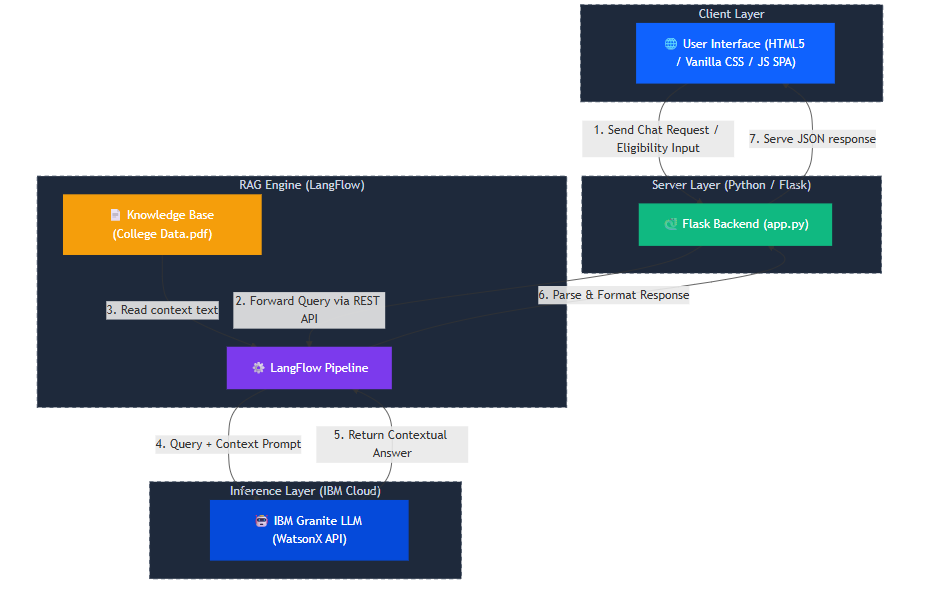 Client Layer
User Interface (HTML5
/ Vanilla CSS / JS SPA)
1. Send Chat Request /
Eligibility Input
7. Serve JSON response
RAG Engine (LangFlow)
Server Layer (Python / Flask)
Knowledge Base
(College Data.pdf)
Flask Backend (app.py)
3. Read context text
2. Forward Query via REST
API
6. Parse & Format Response
LangFlow Pipeline
4. Query + Context Prompt
5. Return Contextual
Answer
Inference Layer (IBM Cloud)
IBM Granite LLM
(WatsonX API)